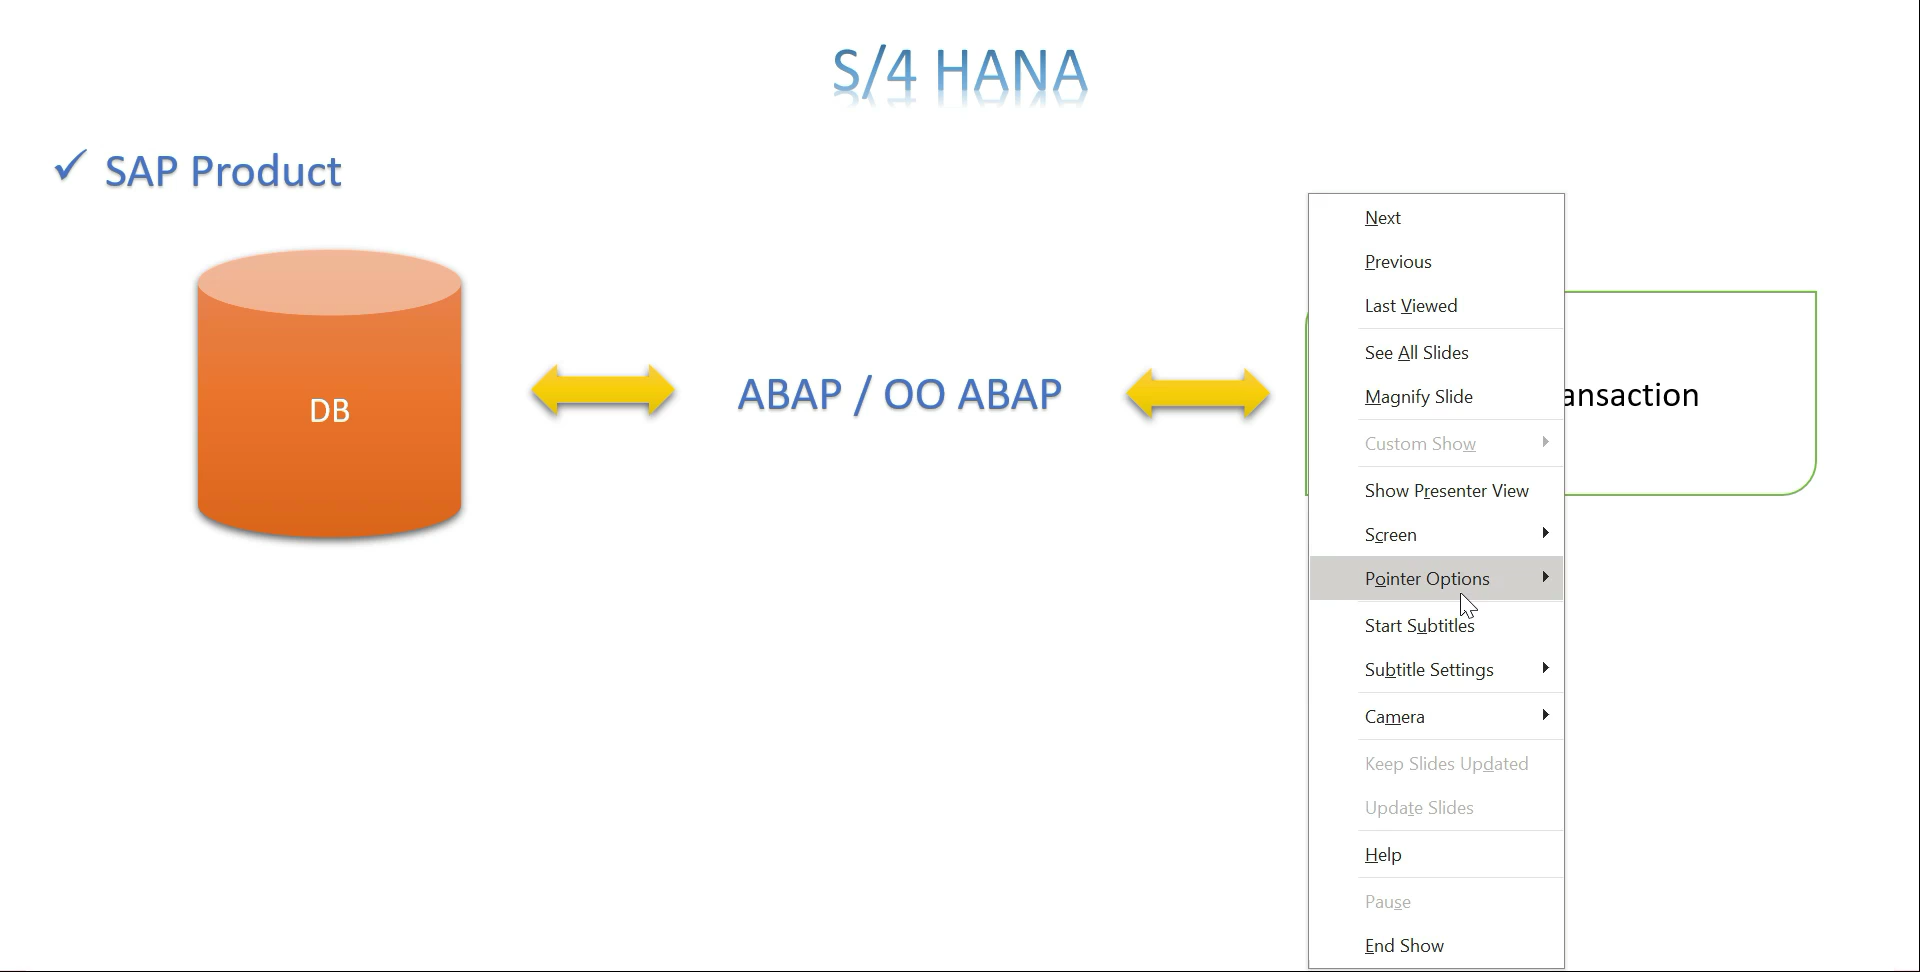 S/4 HANA
✓ SAP Product
DB
ABAP / OO ABAP
ansaction
Next
Previous
Last Viewed
See All Slides
Magnify Slide
Custom Show
Show Presenter View
Screen
Pointer Options
Start Subtitles
Subtitle Settings
Camera
Keep Slides Updated
Update Slides
Help
Pause
End Show